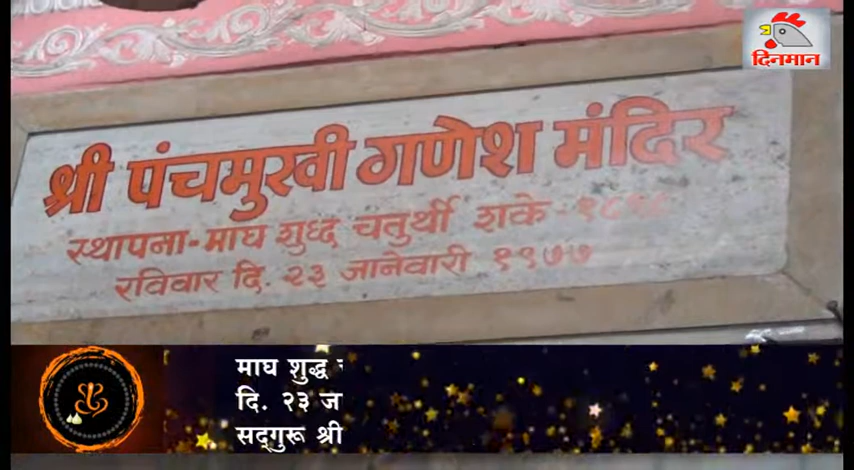 दिनमान
श्री पंचमुखी गणेश मंदिर
स्थापना-माघ शुद्ध चतुर्थी शके-
रविवार दि. २३ जानेवारी १९७७
माघ शुद्ध
दि. २३ ज
सद्‌गुरू श्री